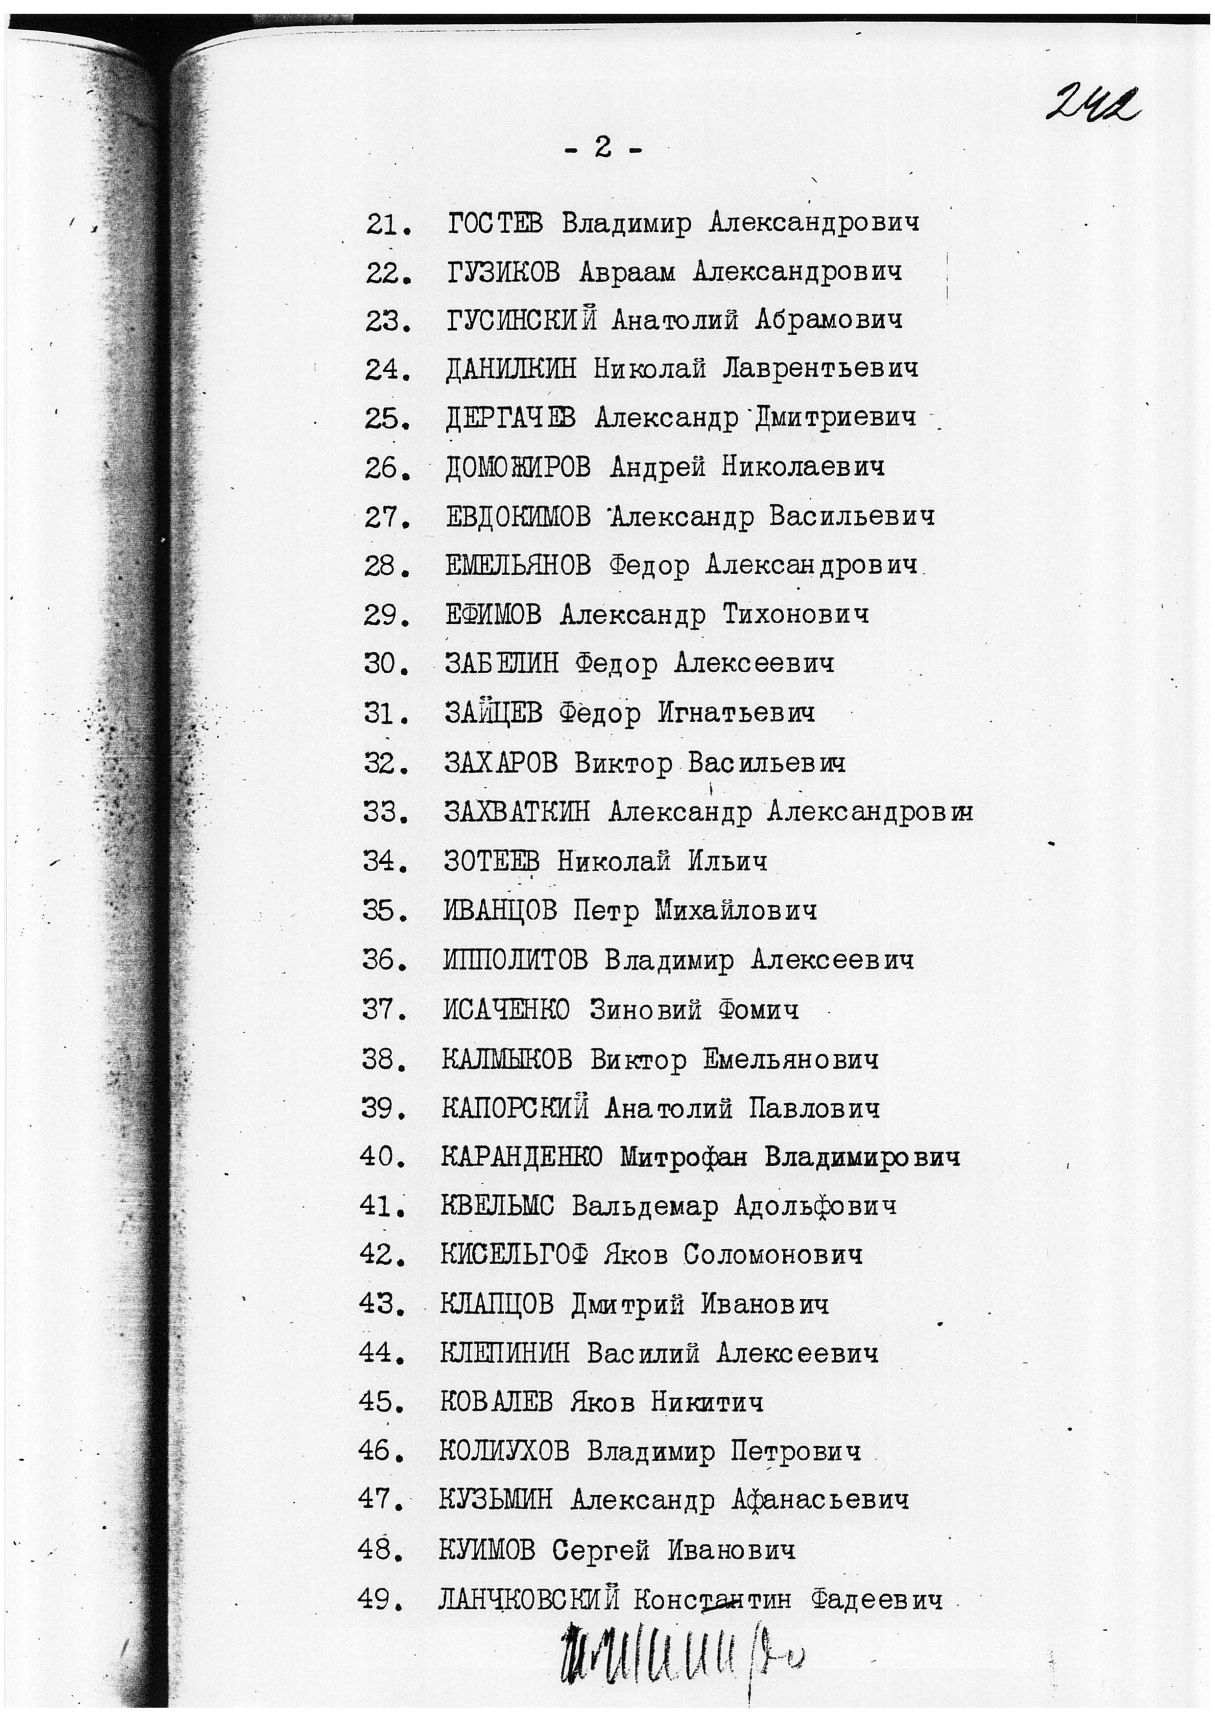 242
- 2 -
21. ГОСТЕВ Владимир Александрович
22. ГУЗИКОВ Авраам Александрович
23. ГУСИНСКИЙ Анатолий Абрамович
24. ДАНИЛКИН Николай Лаврентьевич
25. ДЕРГАЧЕВ Александр Дмитриевич
26. ДОМОЖИРОВ Андрей Николаевич
27. ЕВДОКИМОВ Александр Васильевич
28. ЕМЕЛЬЯНОВ Федор Александрович
29. ЕФИМОВ Александр Тихонович
30. ЗАБЕЛИН Федор Алексеевич
31. ЗАЙЦЕВ Федор Игнатьевич
32. ЗАХАРОВ Виктор Васильевич
33. ЗАХВАТКИН Александр Александрович
34. ЗОТЕЕВ Николай Ильич
35. ИВАНЦОВ Петр Михайлович
36. ИППОЛИТОВ Владимир Алексеевич
37. ИСАЧЕНКО Зиновий Фомич
38. КАЛМЫКОВ Виктор Емельянович
39. КАПОРСКИЙ Анатолий Павлович
40. КАРАНДЕНКО Митрофан Владимирович
41. КВЕЛЬМС Вальдемар Адольфович
42. КИСЕЛЬГОФ Яков Соломонович
43. КЛАПЦОВ Дмитрий Иванович
44. КЛЕПИНИН Василий Алексеевич
45. КОВАЛЕВ Яков Никитич
46. КОЛИУХОВ Владимир Петрович
47. КУЗЬМИН Александр Афанасьевич
48. КУИМОВ Сергей Иванович
49. ЛАНЧКОВСКИЙ Константин Фадеевич